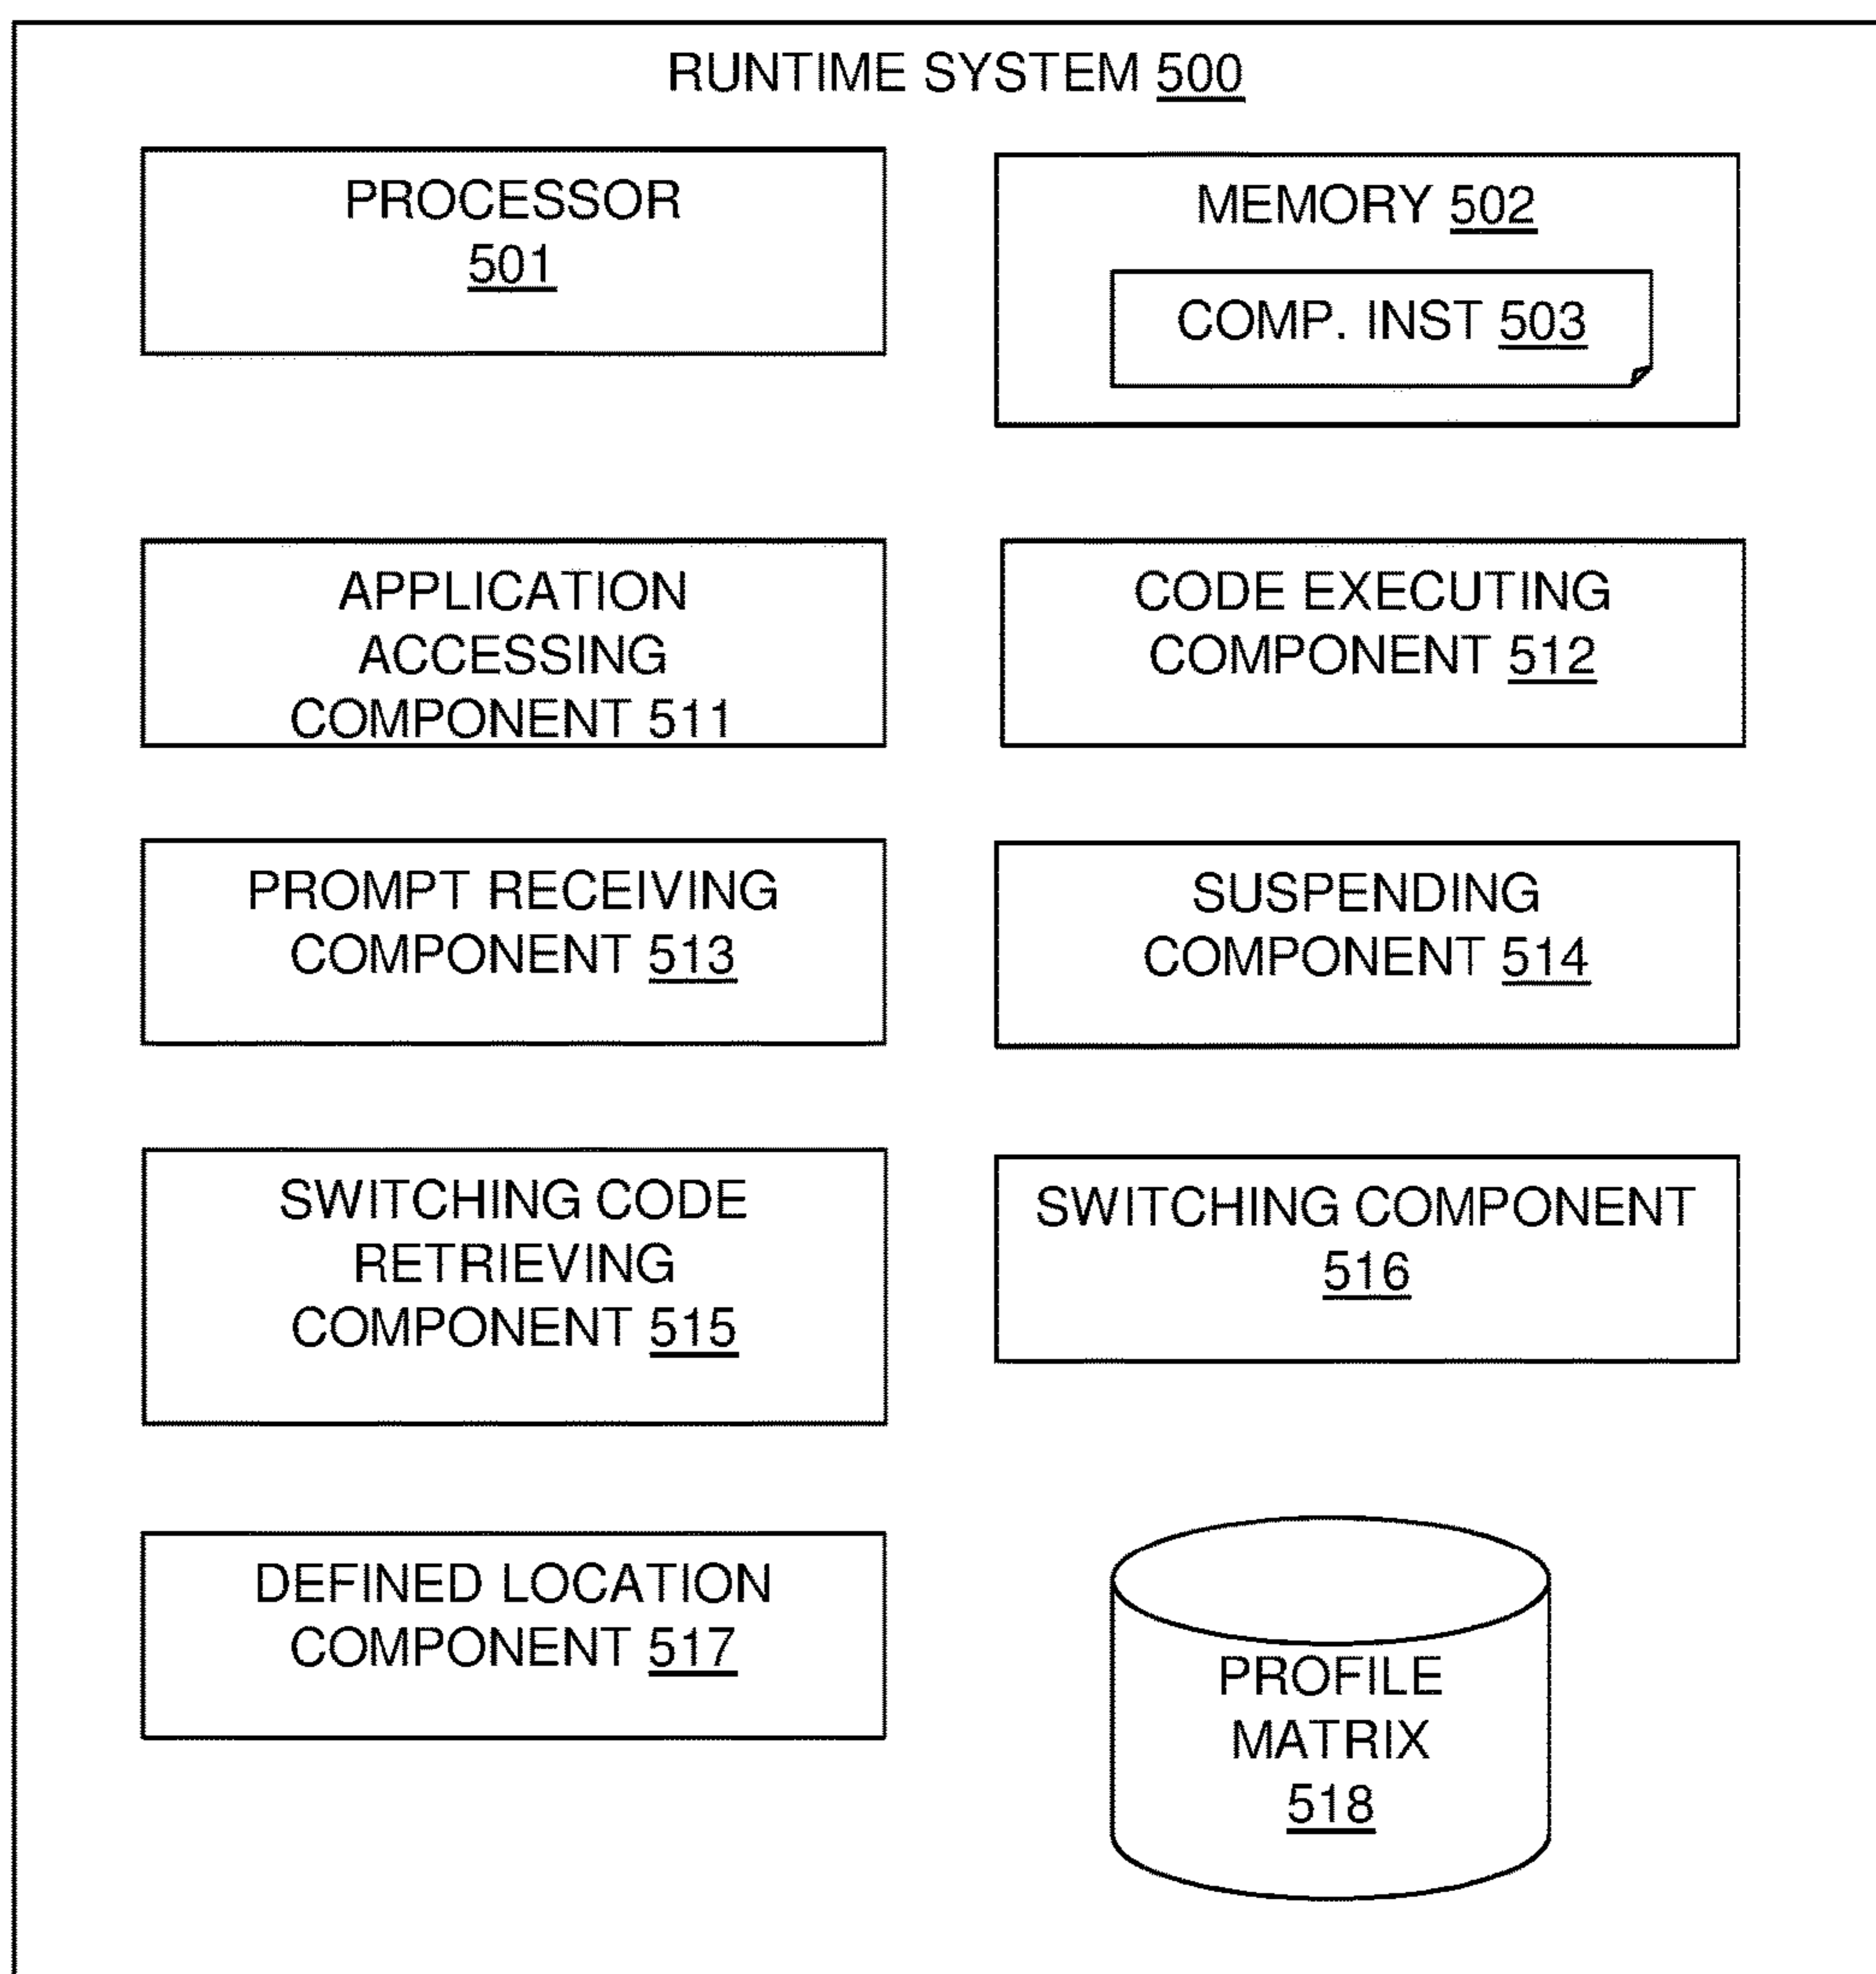 RUNTIME SYSTEM 500
PROCESSOR
501
MEMORY 502
COMP. INST 503
APPLICATION
ACCESSING
COMPONENT 511
CODE EXECUTING
COMPONENT 512
PROMPT RECEIVING
COMPONENT 513
SUSPENDING
COMPONENT 514
SWITCHING CODE
RETRIEVING
COMPONENT 515
SWITCHING COMPONENT
516
DEFINED LOCATION
COMPONENT 517
PROFILE
MATRIX
518